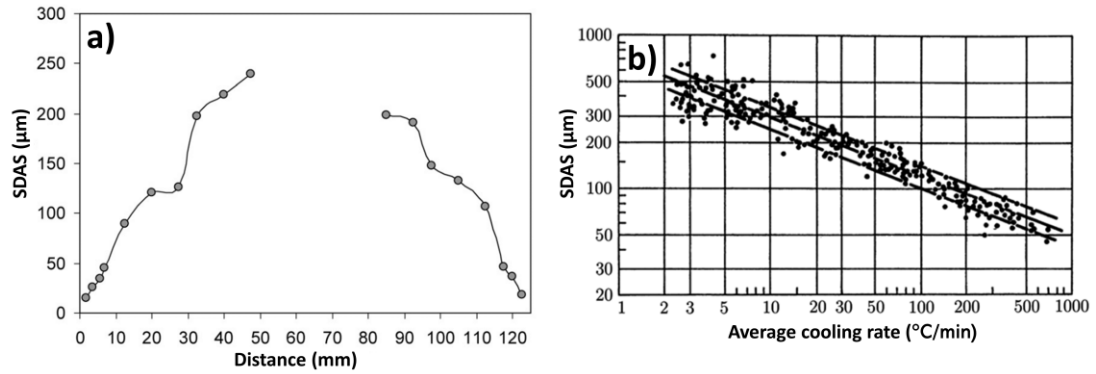 a)
300
250
200
150
100
50
0
SDAS (µm)
0 10 20 30 40 50 60 70 80 90 100 110 120
Distance (mm)
b)
1000
500
300
200
100
50
30
20
SDAS (µm)
1 2 3 5 10 20 30 50 100 200 500 1000
Average cooling rate (°C/min)